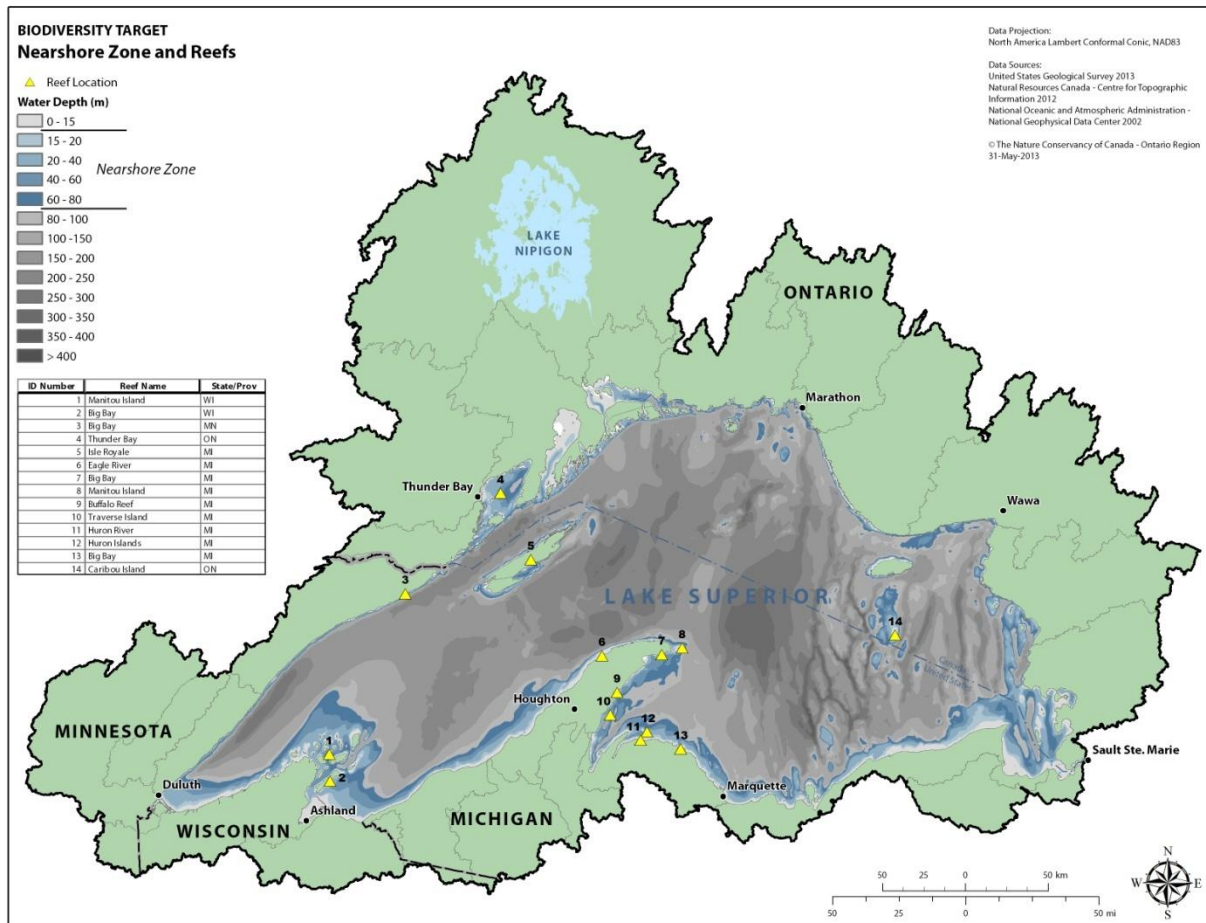 BIODIVERSITY TARGET
Nearshore Zone and Reefs
Reef Location
Water Depth (m)
0 - 15
15 - 20
20 - 40
40 - 60
60 - 80
Nearshore Zone
80 - 100
100 -150
150 - 200
200 - 250
250 - 300
300 - 350
350 - 400
> 400
ID Number Reef Name State/Prov
1 Manitou Island WI
2 Big Bay WI
3 Big Bay MN
4 Thunder Bay ON
5 Isle Royale MI
6 Eagle River MI
7 Big Bay MI
8 Manitou Island MI
9 Buffalo Reef MI
10 Traverse Island MI
11 Huron River MI
12 Huron Islands MI
13 Big Bay MI
14 Caribou Island ON
Data Projection:
North America Lambert Conformal Conic, NAD83
Data Sources:
United States Geological Survey 2013
Natural Resources Canada - Centre for Topographic
Information 2012
National Oceanic and Atmospheric Administration -
National Geophysical Data Center 2002
© The Nature Conservancy of Canada - Ontario Region
31-May-2013
LAKE
NIPIGON
ONTARIO
Marathon
Thunder Bay
4
Wawa
5
3
LAKE SUPERIOR
14
Canada
United States
6
7
8
9
Houghton
10
12
11
13
MINNESOTA
1
2
Duluth
Sault Ste. Marie
Marquette
Ashland
WISCONSIN
MICHIGAN
50 25 0 50 km
50 25 0 50 mi
N
W E
S